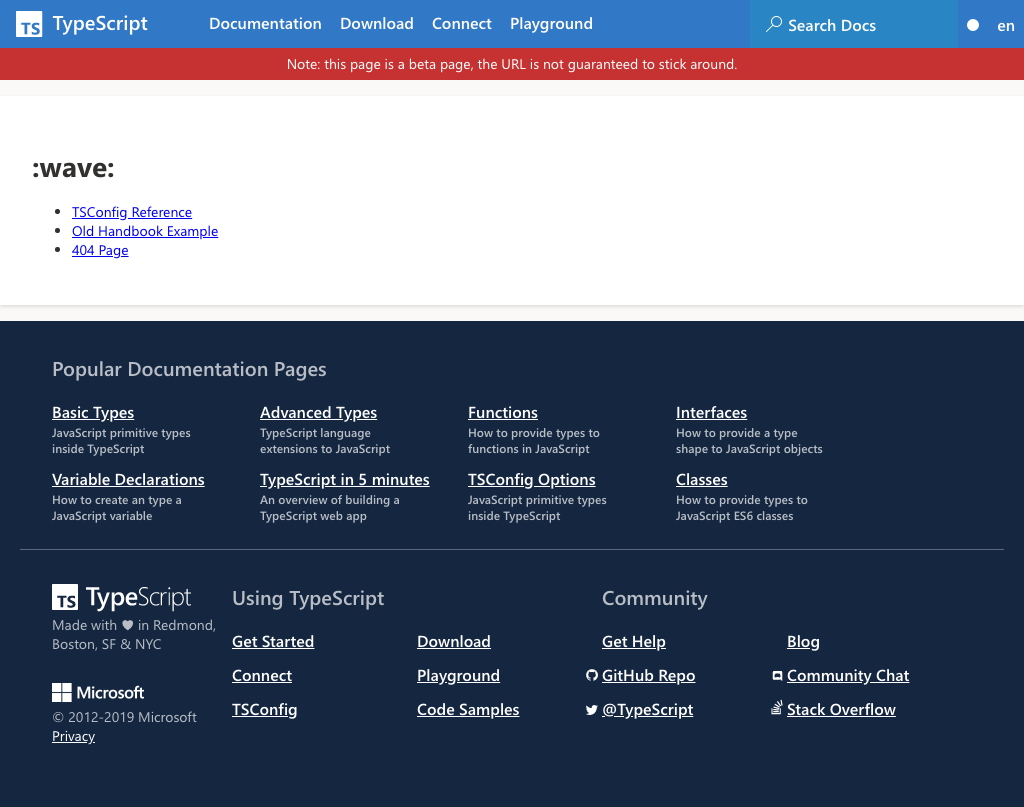 TS TypeScript Documentation Download Connect Playground Search Docs en
Note: this page is a beta page, the URL is not guaranteed to stick around.
:wave:
TSConfig Reference
Old Handbook Example
404 Page
Popular Documentation Pages
Basic Types
JavaScript primitive types
inside TypeScript
Advanced Types
TypeScript language
extensions to JavaScript
Functions
How to provide types to
functions in JavaScript
Interfaces
How to provide a type
shape to JavaScript objects
Variable Declarations
How to create an type a
JavaScript variable
TypeScript in 5 minutes
An overview of building a
TypeScript web app
TSConfig Options
JavaScript primitive types
inside TypeScript
Classes
How to provide types to
JavaScript ES6 classes
TS TypeScript
Made with ♥ in Redmond,
Boston, SF & NYC
Microsoft
© 2012-2019 Microsoft
Privacy
Using TypeScript
Get Started
Download
Connect
Playground
TSConfig
Code Samples
Community
Get Help
Blog
GitHub Repo
Community Chat
@TypeScript
Stack Overflow